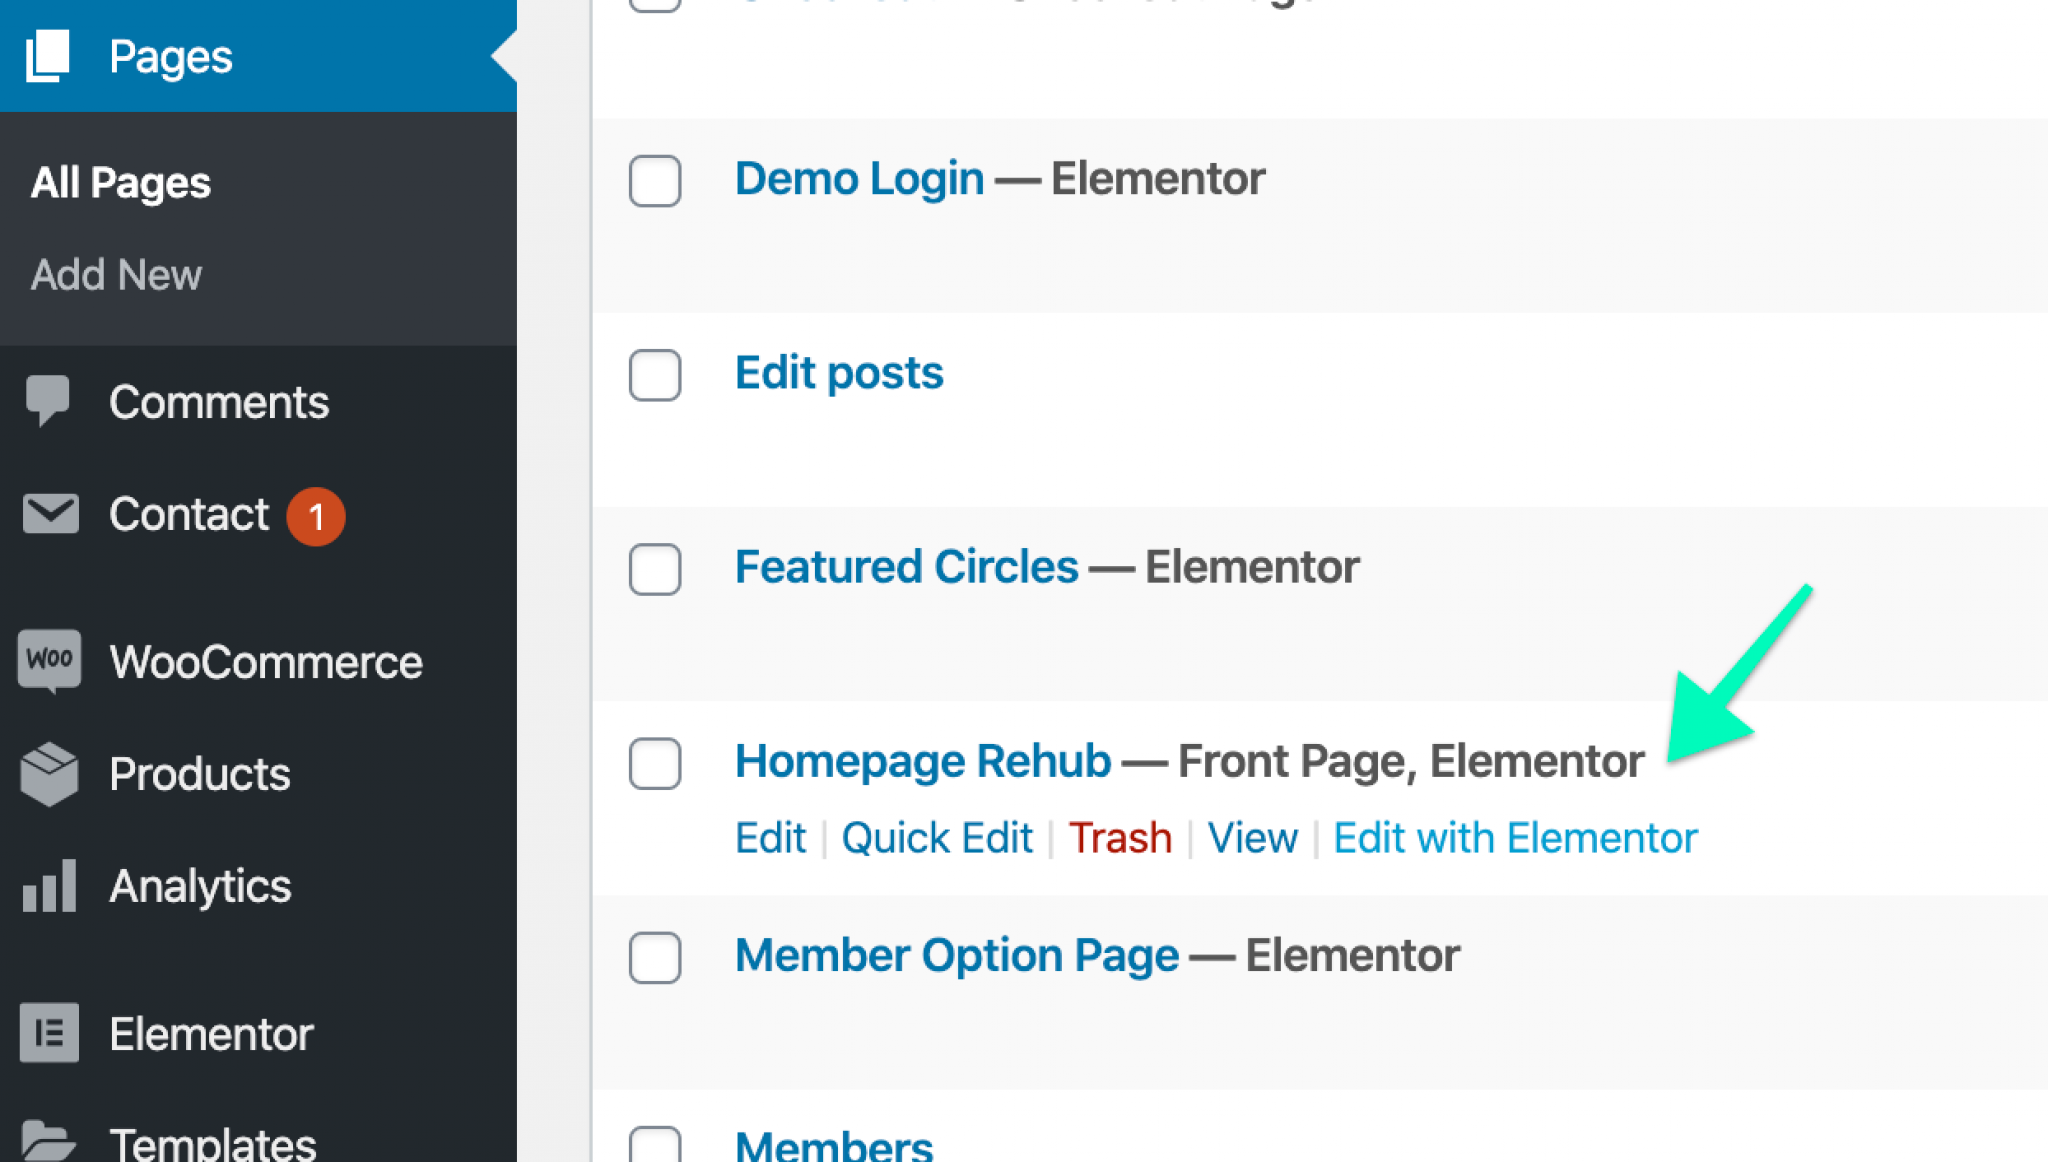 Pages
All Pages
Add New
Comments
Contact 1
Woo WooCommerce
Products
Analytics
Elementor
Templates
Demo Login — Elementor
Edit posts
Featured Circles — Elementor
Homepage Rehub — Front Page, Elementor
Edit | Quick Edit | Trash | View | Edit with Elementor
Member Option Page — Elementor
Members